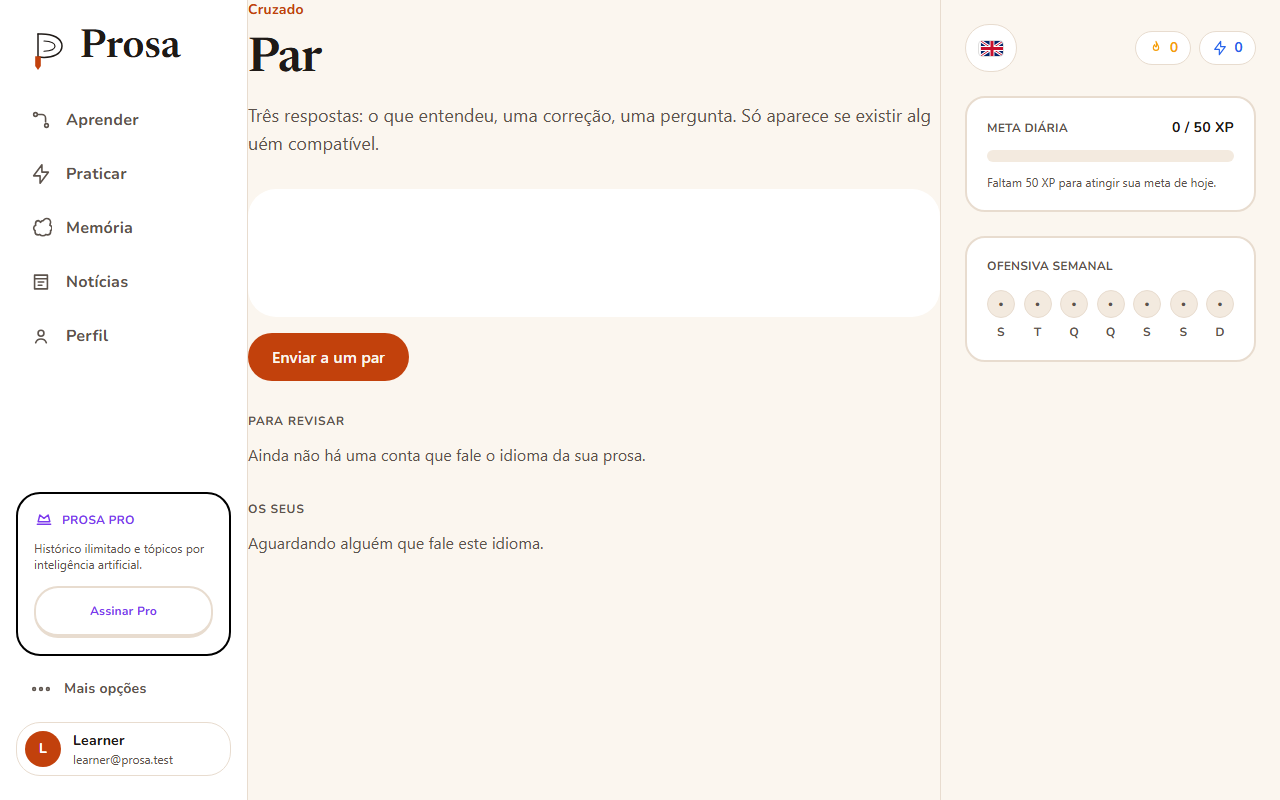 Prosa
Aprender
Praticar
Memória
Notícias
Perfil
PROSA PRO
Histórico ilimitado e tópicos por
inteligência artificial.
Assinar Pro
Mais opções
L
Learner
learner@prosa.test
Cruzado
Par
Três respostas: o que entendeu, uma correção, uma pergunta. Só aparece se existir alg
uém compatível.
Enviar a um par
PARA REVISAR
Ainda não há uma conta que fale o idioma da sua prosa.
OS SEUS
Aguardando alguém que fale este idioma.
0 0
META DIÁRIA 0 / 50 XP
Faltam 50 XP para atingir sua meta de hoje.
OFENSIVA SEMANAL
S T Q Q S S D